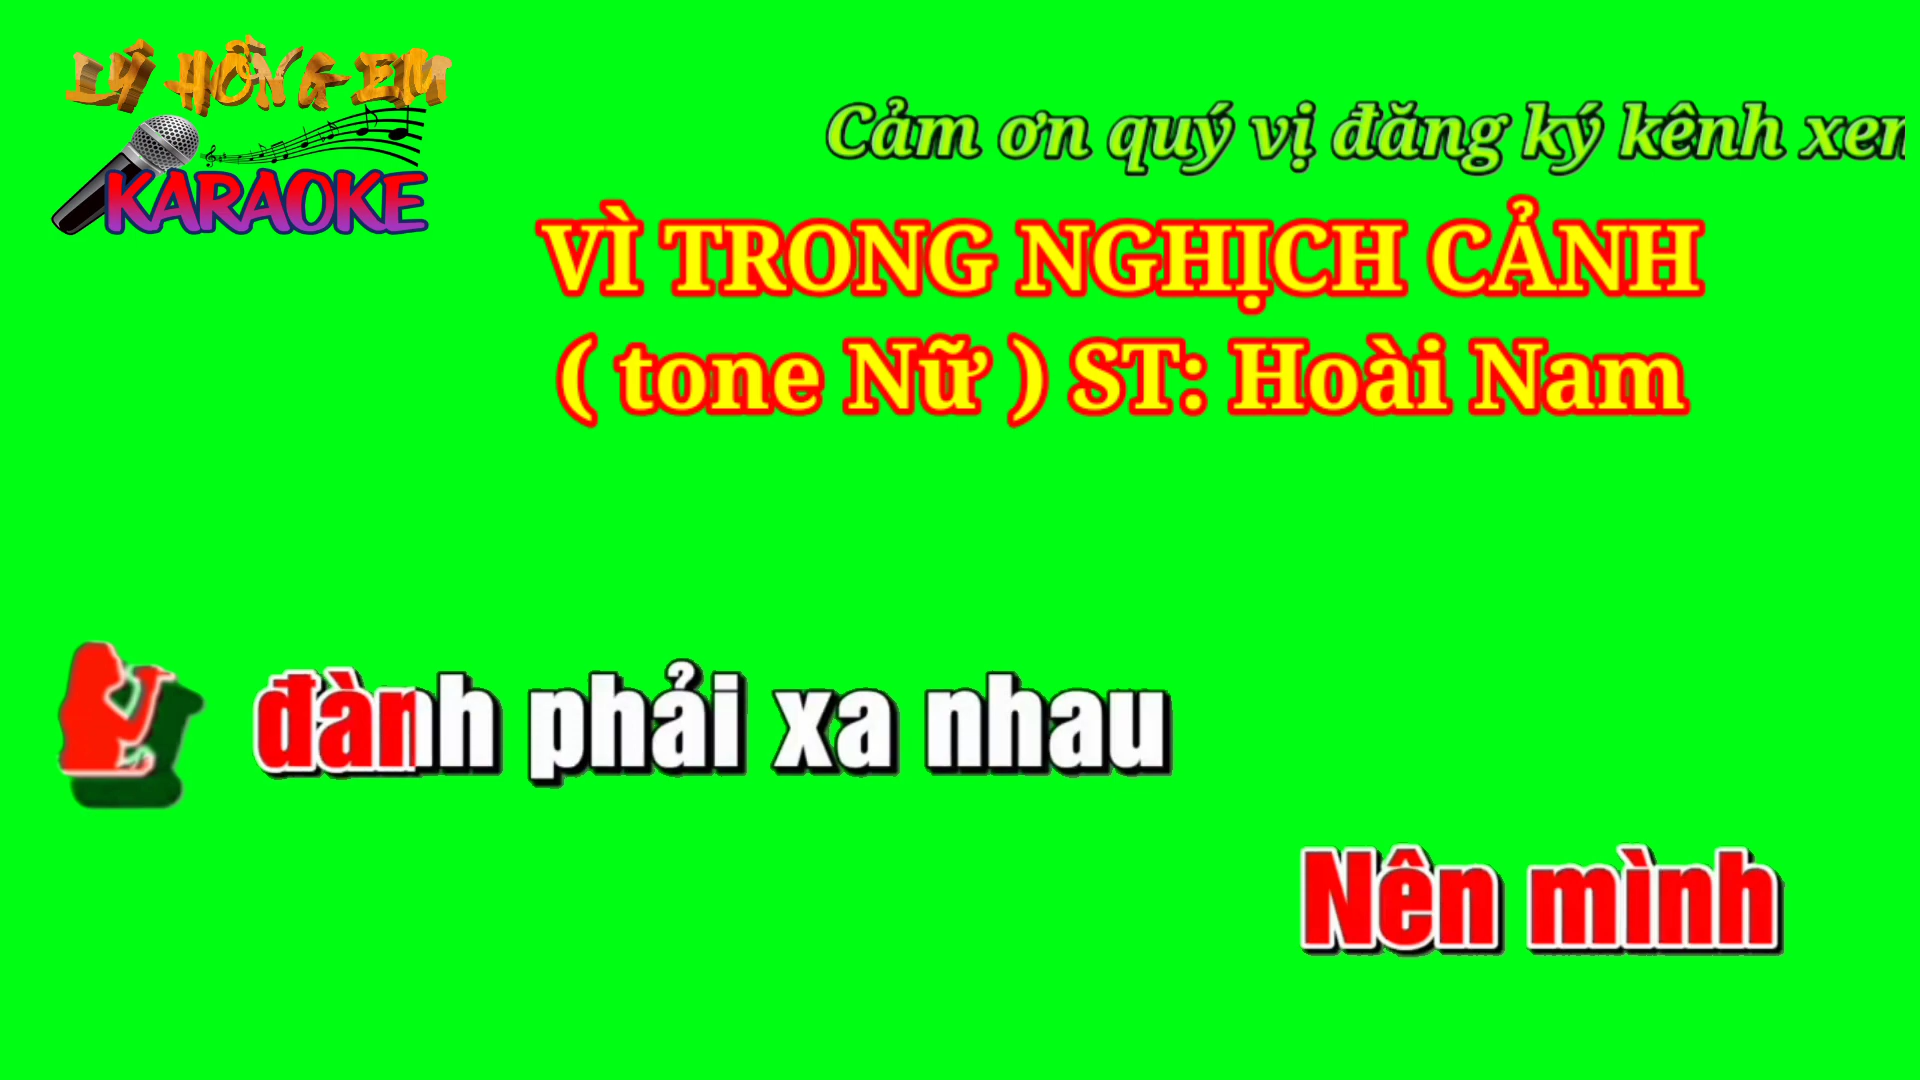 LÝ HỒNG EM
KARAOKE
Cảm ơn quý vị đăng ký kênh xem
VÌ TRONG NGHỊCH CẢNH
( tone Nữ ) ST: Hoài Nam
đành phải xa nhau
Nên mình